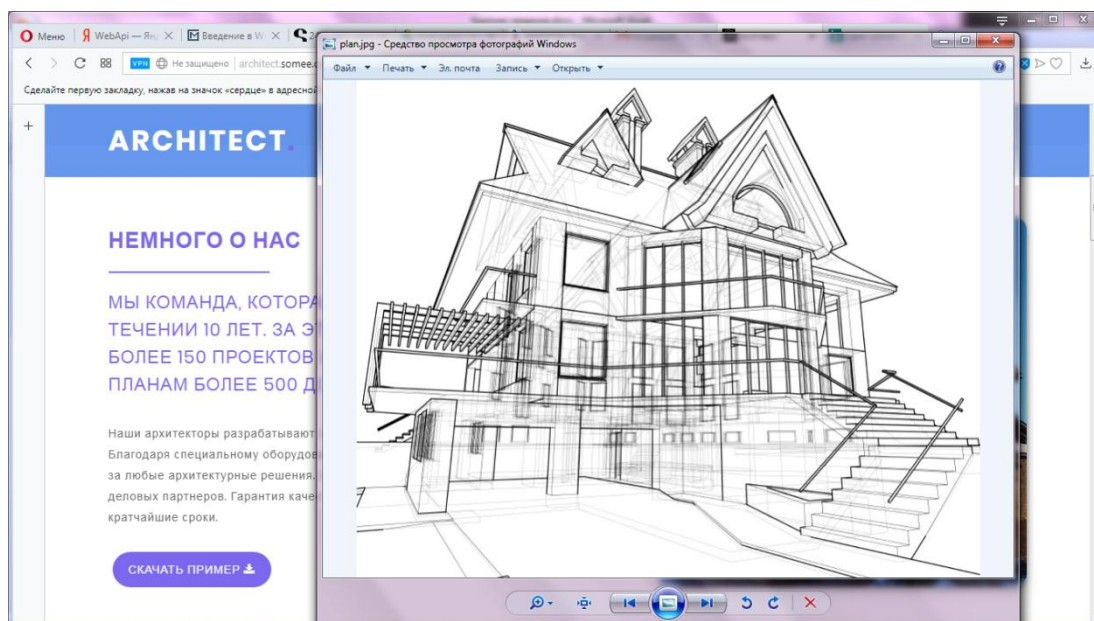 Меню
WebApi — Янд
Введение в W
plan.jpg - Средство просмотра фотографий Windows
VPN
Не защищено
architect.somee.
Файл
Печать
Эл. почта
Запись
Открыть
Сделайте первую закладку, нажав на значок «сердце» в адресной
ARCHITECT.
НЕМНОГО О НАС
МЫ КОМАНДА, КОТОРА
ТЕЧЕНИИ 10 ЛЕТ. ЗА Э
БОЛЕЕ 150 ПРОЕКТОВ
ПЛАНАМ БОЛЕЕ 500 Д
Наши архитекторы разрабатывают
Благодаря специальному оборудов
за любые архитектурные решения.
деловых партнеров. Гарантия каче
кратчайшие сроки.
СКАЧАТЬ ПРИМЕР